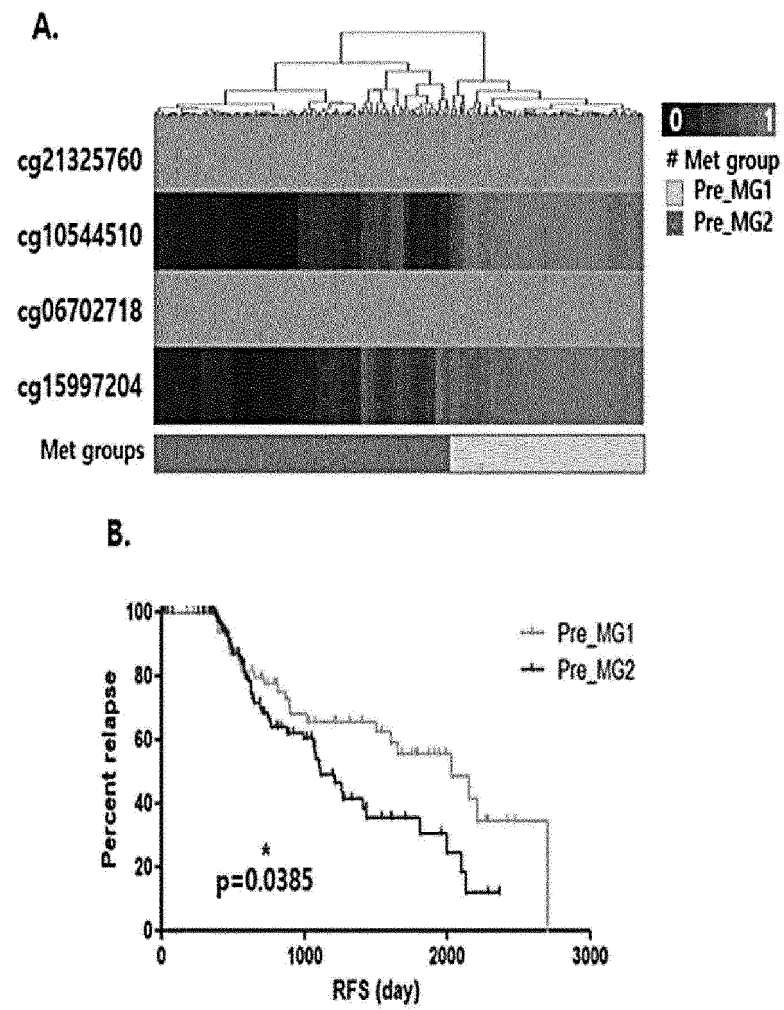 A.
0 1
# Met group
Pre_MG1
Pre_MG2
cg21325760
cg10544510
cg06702718
cg15997204
Met groups
B.
Percent relapse
100
80
60
40
20
0
Pre_MG1
Pre_MG2
*
p=0.0385
0 1000 2000 3000
RFS (day)